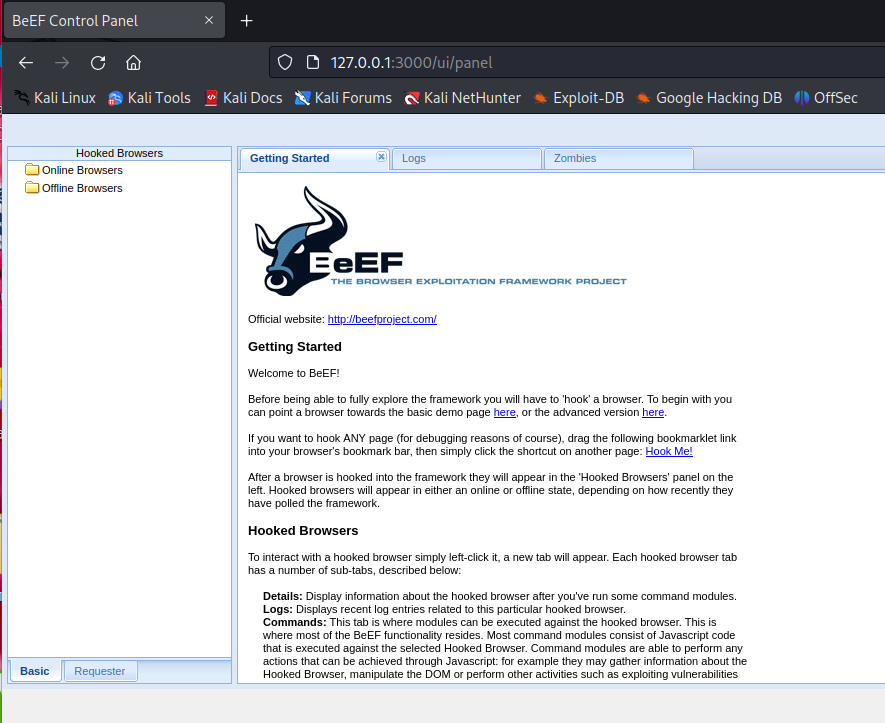 BeEF Control Panel
127.0.0.1:3000/ui/panel
Kali Linux Kali Tools Kali Docs Kali Forums Kali NetHunter Exploit-DB Google Hacking DB OffSec
Hooked Browsers
Online Browsers
Offline Browsers
Basic Requester
Getting Started Logs Zombies
BeEF
THE BROWSER EXPLOITATION FRAMEWORK PROJECT
Official website: http://beefproject.com/
Getting Started
Welcome to BeEF!
Before being able to fully explore the framework you will have to 'hook' a browser. To begin with you
can point a browser towards the basic demo page here, or the advanced version here.
If you want to hook ANY page (for debugging reasons of course), drag the following bookmarklet link
into your browser's bookmark bar, then simply click the shortcut on another page: Hook Me!
After a browser is hooked into the framework they will appear in the 'Hooked Browsers' panel on the
left. Hooked browsers will appear in either an online or offline state, depending on how recently they
have polled the framework.
Hooked Browsers
To interact with a hooked browser simply left-click it, a new tab will appear. Each hooked browser tab
has a number of sub-tabs, described below:
Details: Display information about the hooked browser after you've run some command modules.
Logs: Displays recent log entries related to this particular hooked browser.
Commands: This tab is where modules can be executed against the hooked browser. This is
where most of the BeEF functionality resides. Most command modules consist of Javascript code
that is executed against the selected Hooked Browser. Command modules are able to perform any
actions that can be achieved through Javascript: for example they may gather information about the
Hooked Browser, manipulate the DOM or perform other activities such as exploiting vulnerabilities